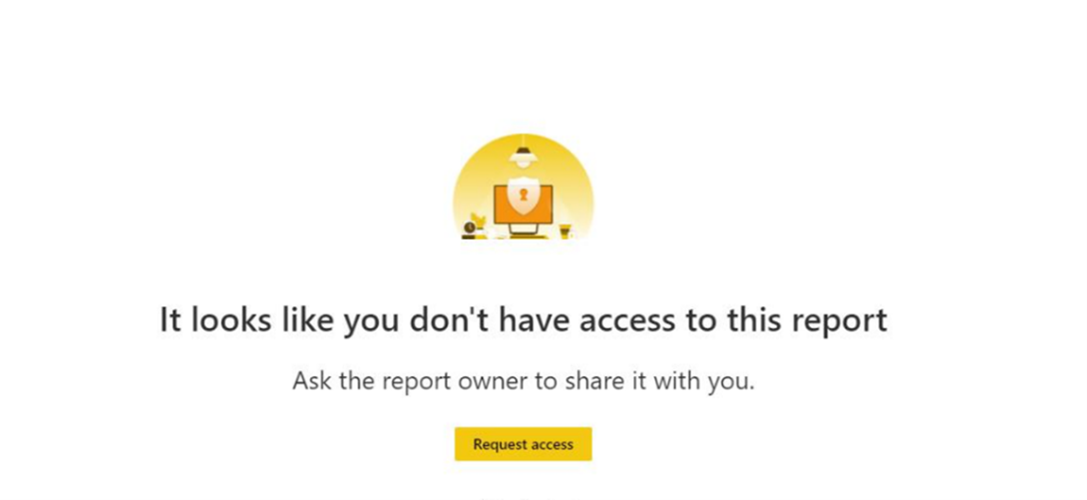 It looks like you don't have access to this report
Ask the report owner to share it with you.
Request access